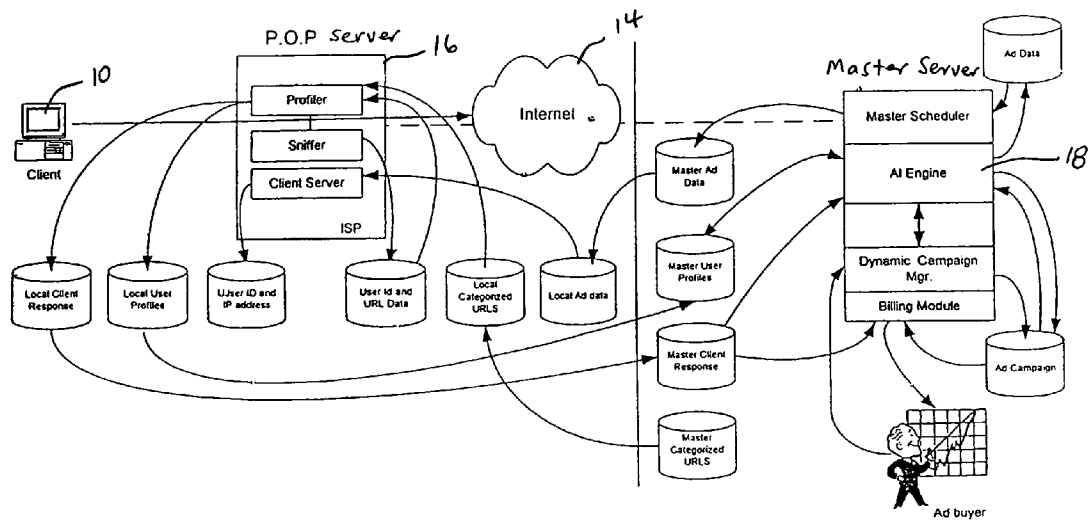 P.O.P server
16
14
10
Master Server
Ad Data
Profiler
Internet
Master Scheduler
Sniffer
18
Client
Client Server
Master Ad
Data
AI Engine
ISP
Local Client
Response
Local User
Profiles
UUser ID and
IP address
User Id and
URL Data
Local
Categorized
URLS
Local Ad data
Master User
Profiles
Dynamic Campaign
Mgr.
Billing Module
Master Client
Response
Ad Campaign
Master
Categorized
URLS
Ad buyer